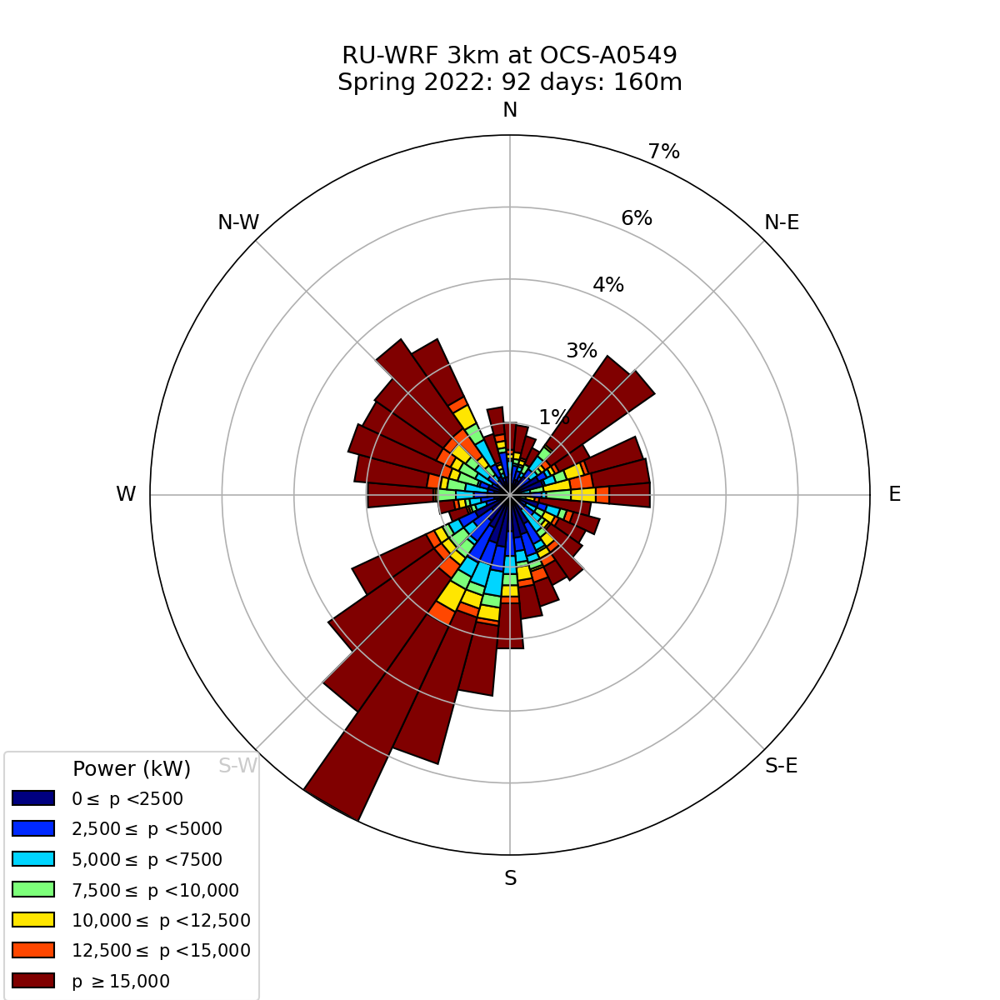 RU-WRF 3km at OCS-A0549
Spring 2022: 92 days: 160m
N
7%
N-W
6%
N-E
4%
3%
1%
W
E
S-W
S-E
S
Power (kW)
0≤ p <2500
2,500≤ p <5000
5,000≤ p <7500
7,500≤ p <10,000
10,000≤ p <12,500
12,500≤ p <15,000
p ≥15,000